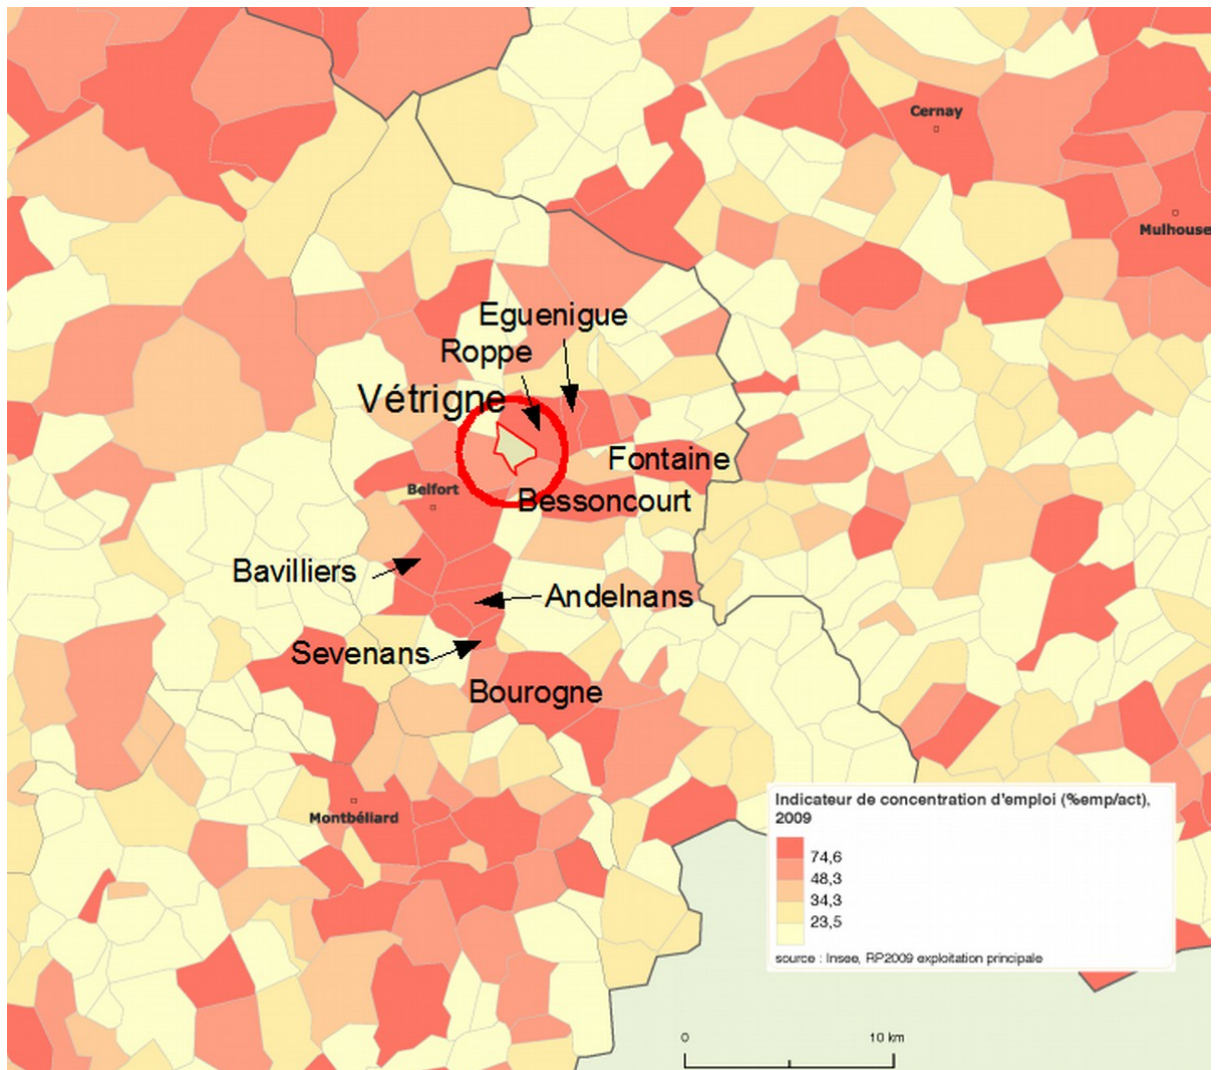 Cernay
Mulhouse
Eguenigue
Roppe
Vétrigne
Fontaine
Belfort
Bessoncourt
Bavilliers
Andelnans
Sevenans
Bourogne
Montbéliard
Indicateur de concentration d'emploi (%emp/act),
2009
74,6
48,3
34,3
23,5
source : Insee, RP2009 exploitation principale
0 10 km